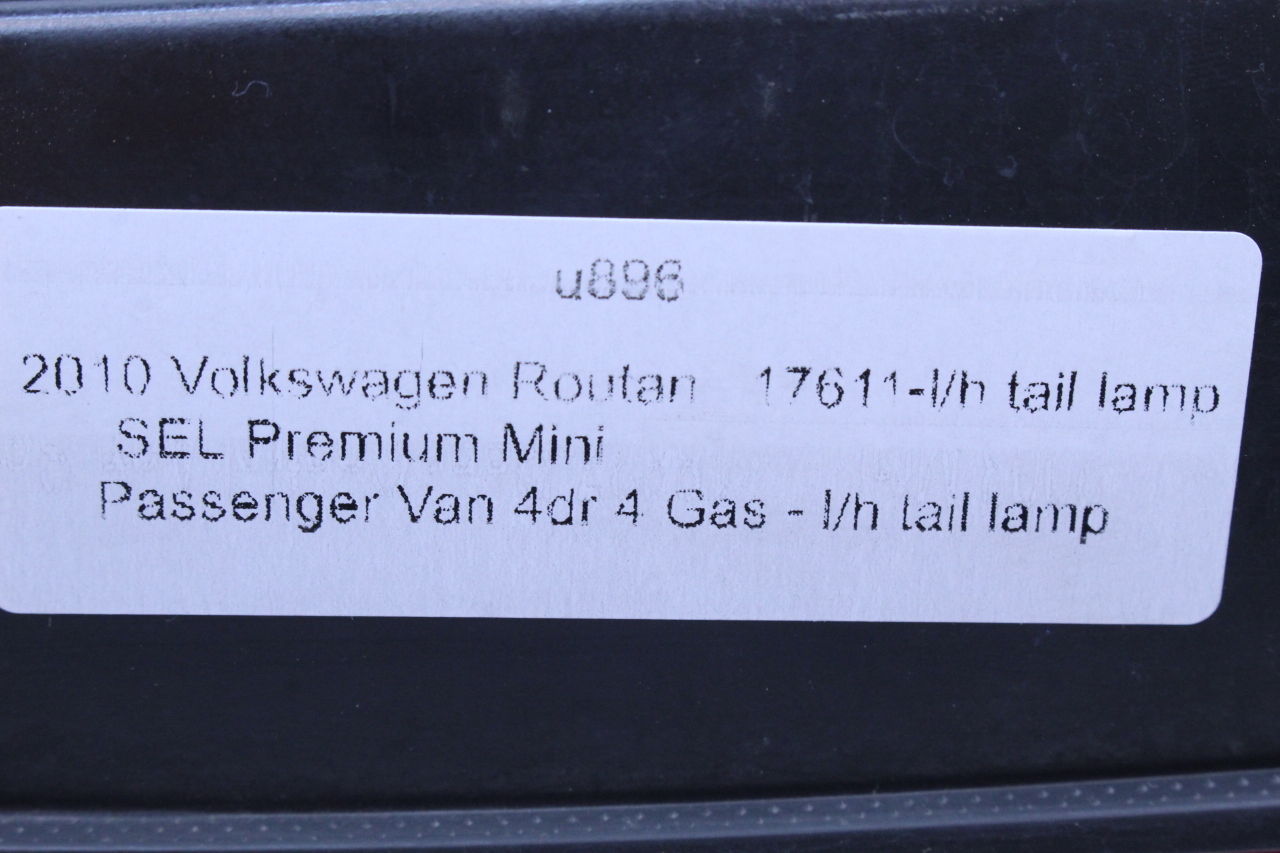 u896
2010 Volkswagen Routan 17611-l/h tail lamp
SEL Premium Mini
Passenger Van 4dr 4 Gas - l/h tail lamp